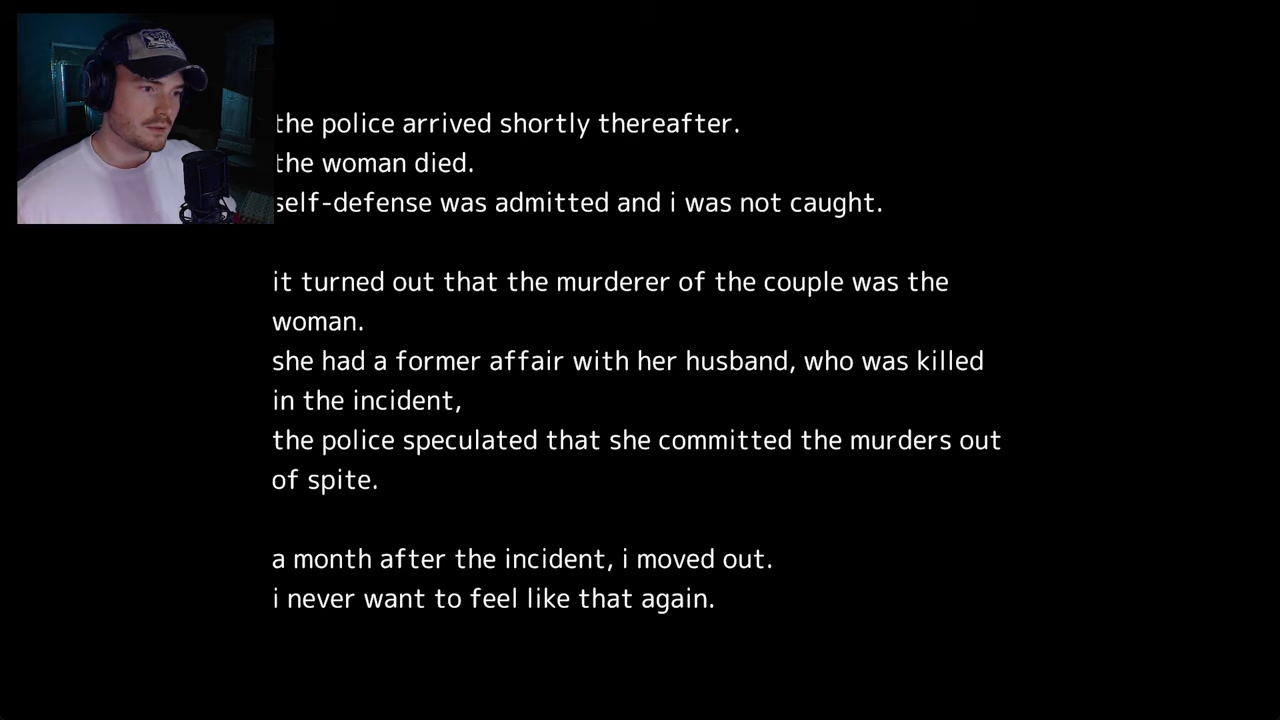 the police arrived shortly thereafter.
the woman died.
self-defense was admitted and i was not caught.
it turned out that the murderer of the couple was the
woman.
she had a former affair with her husband, who was killed
in the incident,
the police speculated that she committed the murders out
of spite.
a month after the incident, i moved out.
i never want to feel like that again.